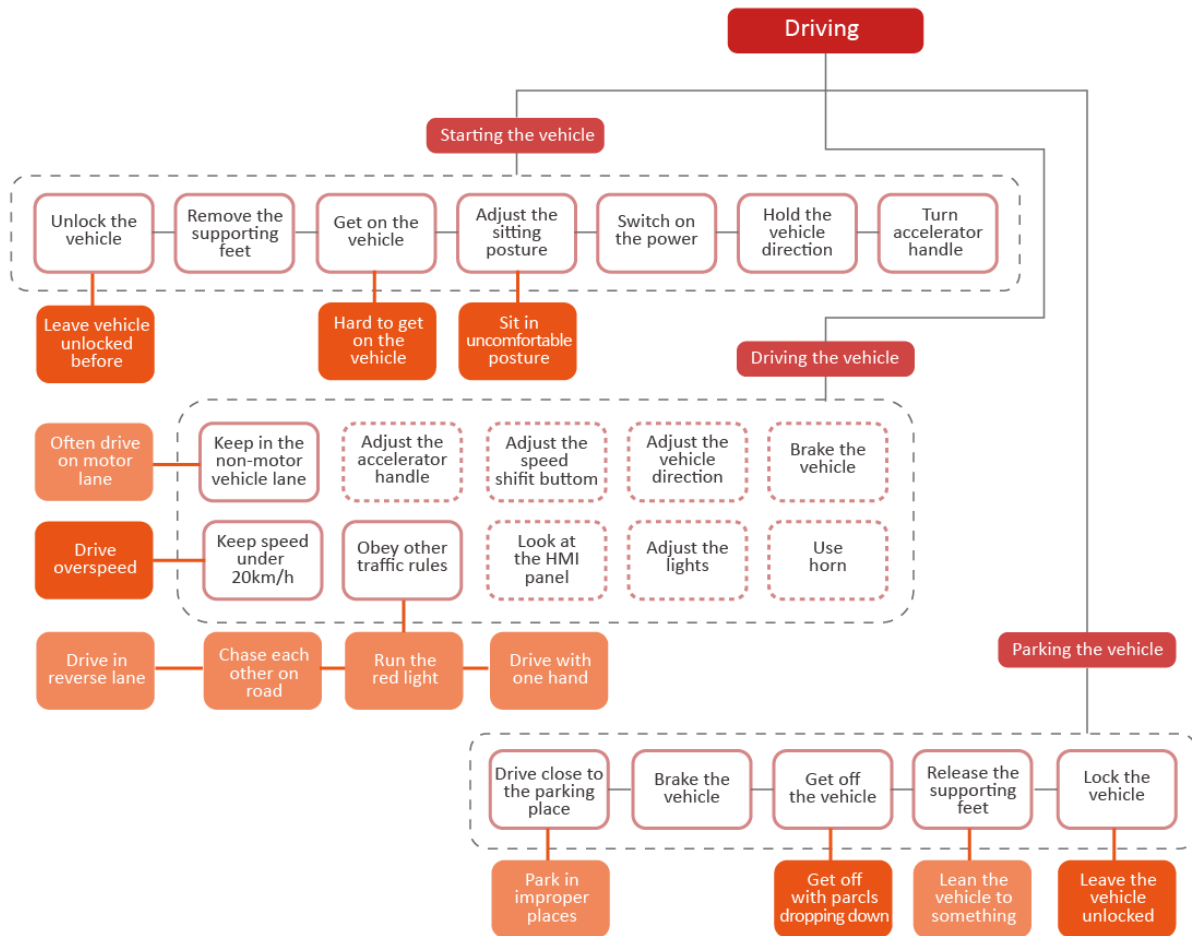 Driving
Starting the vehicle
Unlock the
vehicle
Remove the
supporting
feet
Get on the
vehicle
Adjust the
sitting
posture
Switch on
the power
Hold the
vehicle
direction
Turn
accelerator
handle
Leave vehicle
unlocked
before
Hard to get
on the
vehicle
Sit in
uncomfortable
posture
Driving the vehicle
Often drive
on motor
lane
Keep in the
non-motor
vehicle lane
Adjust the
accelerator
handle
Adjust the
speed
shifit buttom
Adjust the
vehicle
direction
Brake the
vehicle
Drive
overspeed
Keep speed
under
20km/h
Obey other
traffic rules
Look at
the HMI
panel
Adjust the
lights
Use
horn
Drive in
reverse lane
Chase each
other on
road
Run the
red light
Drive with
one hand
Parking the vehicle
Drive close to
the parking
place
Brake the
vehicle
Get off
the vehicle
Release the
supporting
feet
Lock the
vehicle
Park in
improper
places
Get off
with parcls
dropping down
Lean the
vehicle to
something
Leave the
vehicle
unlocked